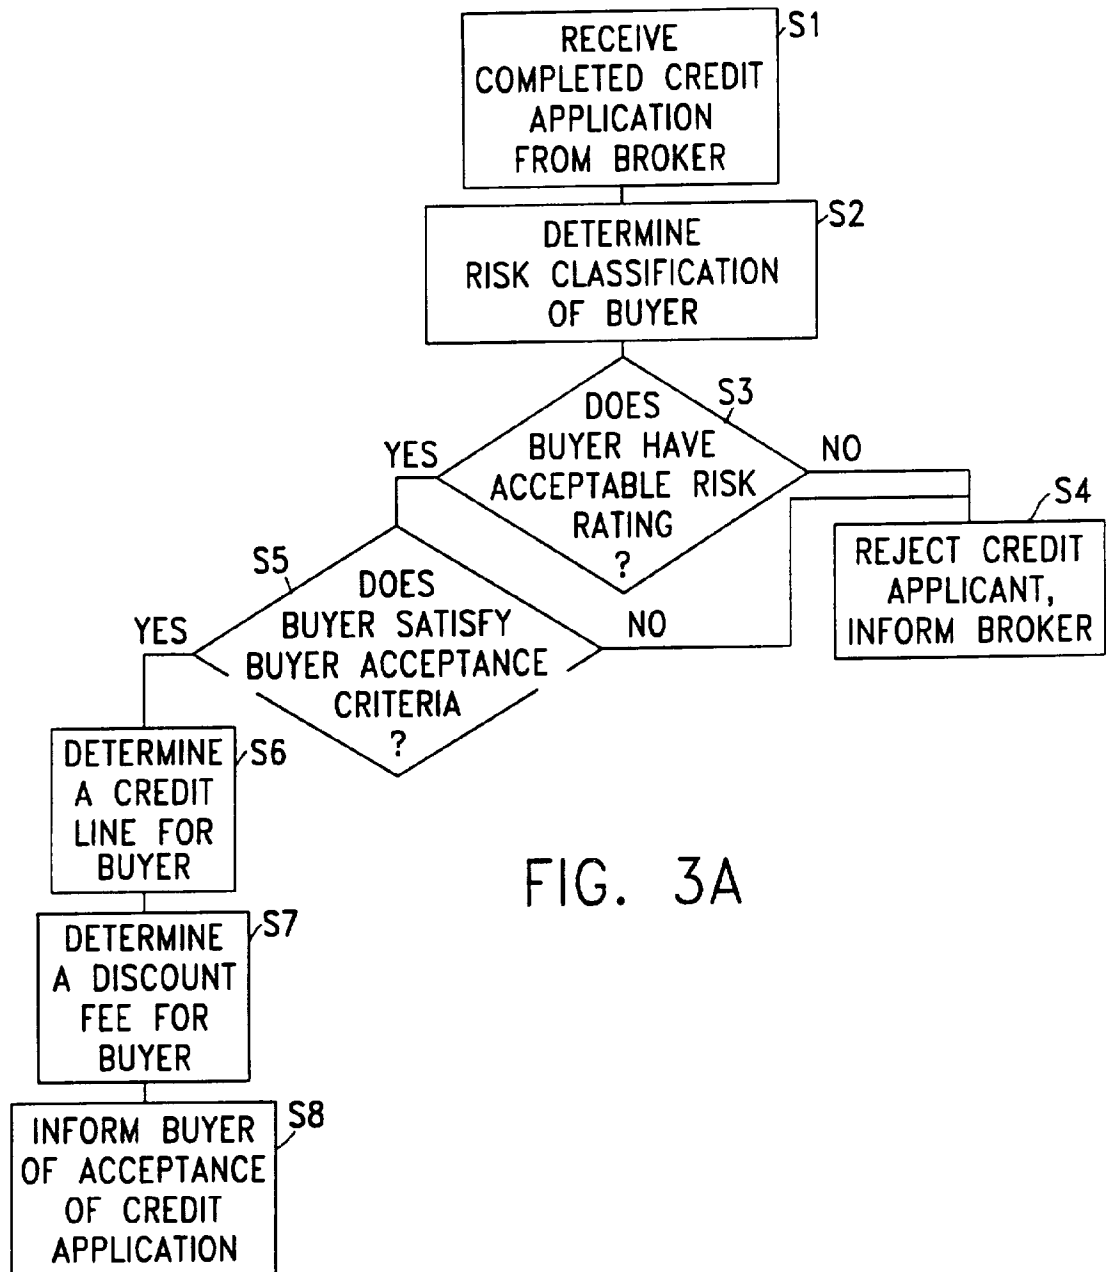 S1
RECEIVE
COMPLETED CREDIT
APPLICATION
FROM BROKER
S2
DETERMINE
RISK CLASSIFICATION
OF BUYER
S3
DOES
BUYER HAVE
ACCEPTABLE RISK
RATING
?
YES
NO
S4
REJECT CREDIT
APPLICANT,
INFORM BROKER
S5
DOES
BUYER SATISFY
BUYER ACCEPTANCE
CRITERIA
?
YES
NO
S6
DETERMINE
A CREDIT
LINE FOR
BUYER
S7
DETERMINE
A DISCOUNT
FEE FOR
BUYER
S8
INFORM BUYER
OF ACCEPTANCE
OF CREDIT
APPLICATION
FIG. 3A